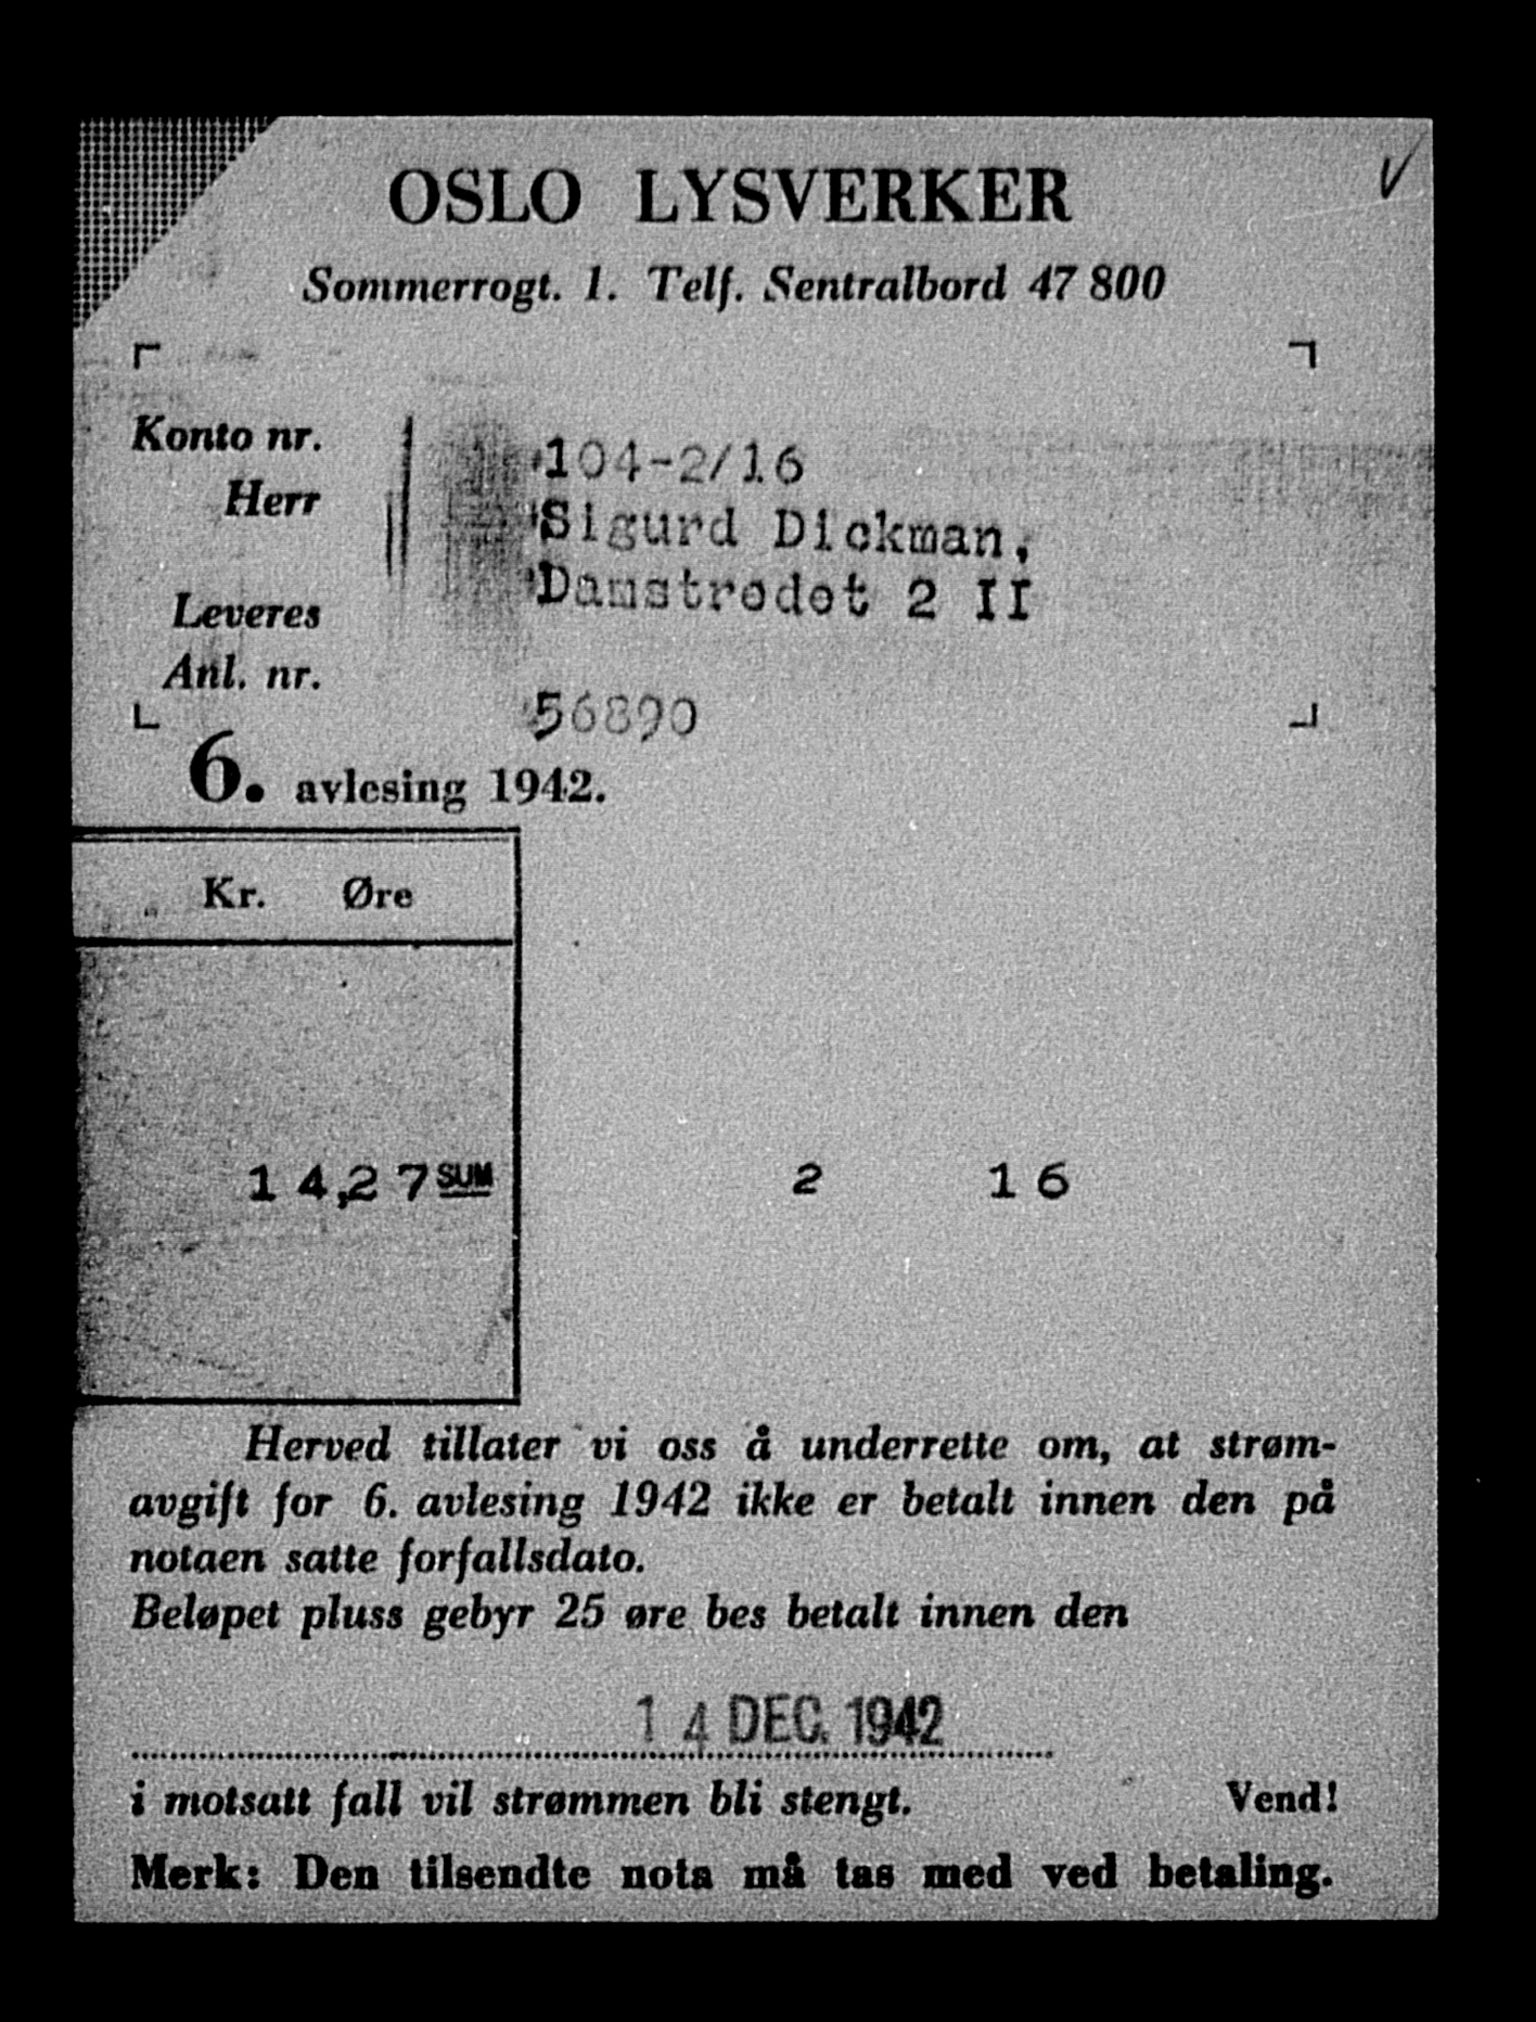 OSLO LYSVERKER
Sommerrogt. 1. Telf. Sentralbord 47 800
Konto nr. 104-2/16
Herr Sigurd Dickman,
Damstredet 2 II
Leveres
Anl. nr. 56890
6. avlesing 1942.
Kr. Øre
14,27 SUM 2 16
Herved tillater vi oss å underrette om, at strøm-
avgift for 6. avlesing 1942 ikke er betalt innen den på
notaen satte forfallsdato.
Beløpet pluss gebyr 25 øre bes betalt innen den
14 DEC. 1942
i motsatt fall vil strømmen bli stengt. Vend!
Merk: Den tilsendte nota må tas med ved betaling.